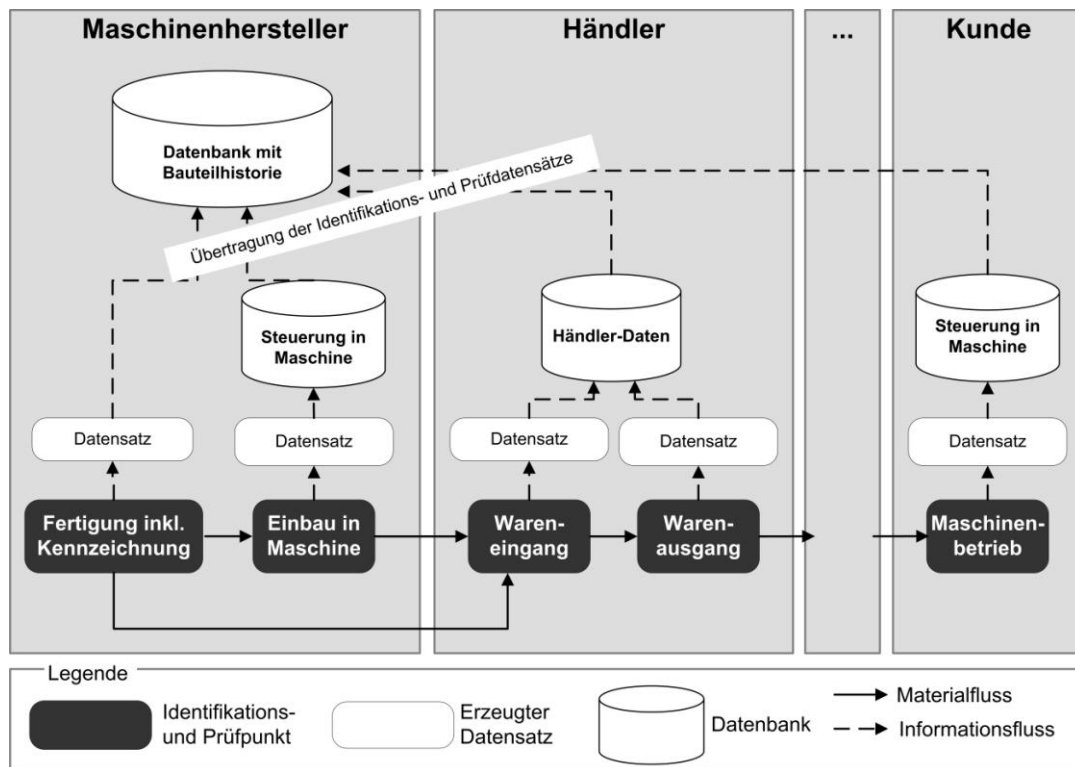 Maschinenhersteller
Händler
...
Kunde
Datenbank mit
Bauteilhistorie
Übertragung der Identifikations- und Prüfdatensätze
Steuerung in
Maschine
Händler-Daten
Steuerung in
Maschine
Datensatz
Datensatz
Datensatz
Datensatz
Datensatz
Fertigung inkl.
Kennzeichnung
Einbau in
Maschine
Waren-
eingang
Waren-
ausgang
Maschinen-
betrieb
Legende
Identifikations-
und Prüfpunkt
Erzeugter
Datensatz
Datenbank
Materialfluss
Informationsfluss